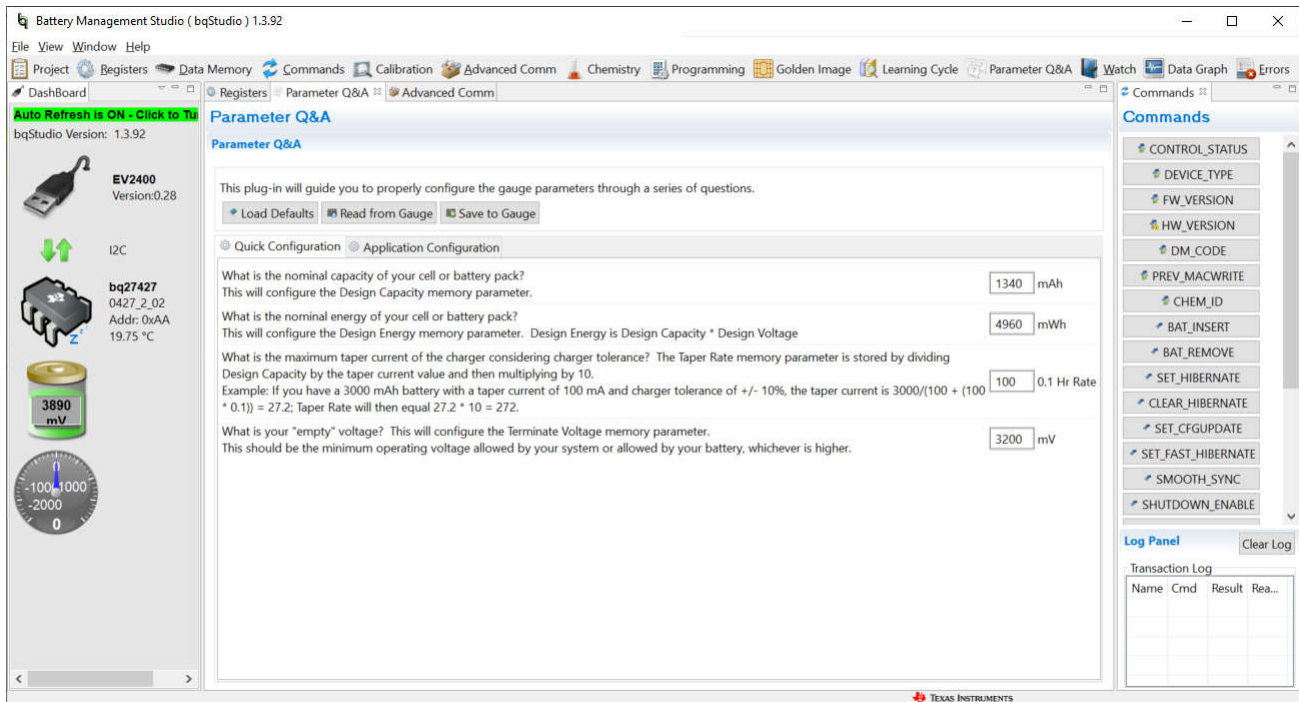 Battery Management Studio ( bqStudio ) 1.3.92
File View Window Help
Project Registers Data Memory Commands Calibration Advanced Comm Chemistry Programming Golden Image Learning Cycle Parameter Q&A Watch Data Graph Errors
DashBoard
Auto Refresh is ON - Click to Tu
bqStudio Version: 1.3.92
EV2400
Version:0.28
I2C
bq27427
0427_2_02
Addr: 0xAA
19.75 °C
Z
3890
mV
0
-100 1000
-2000
0
Registers Parameter Q&A Advanced Comm
Parameter Q&A
Parameter Q&A
This plug-in will guide you to properly configure the gauge parameters through a series of questions.
Load Defaults Read from Gauge Save to Gauge
Quick Configuration Application Configuration
What is the nominal capacity of your cell or battery pack?
This will configure the Design Capacity memory parameter.
1340 mAh
What is the nominal energy of your cell or battery pack?
This will configure the Design Energy memory parameter. Design Energy is Design Capacity * Design Voltage
4960 mWh
What is the maximum taper current of the charger considering charger tolerance? The Taper Rate memory parameter is stored by dividing
Design Capacity by the taper current value and then multiplying by 10.
Example: If you have a 3000 mAh battery with a taper current of 100 mA and charger tolerance of +/- 10%, the taper current is 3000/(100 + (100
* 0.1)) = 27.2; Taper Rate will then equal 27.2 * 10 = 272.
100 0.1 Hr Rate
What is your "empty" voltage? This will configure the Terminate Voltage memory parameter.
This should be the minimum operating voltage allowed by your system or allowed by your battery, whichever is higher.
3200 mV
Commands
Commands
CONTROL_STATUS
DEVICE_TYPE
FW_VERSION
HW_VERSION
DM_CODE
PREV_MACWRITE
CHEM_ID
BAT_INSERT
BAT_REMOVE
SET_HIBERNATE
CLEAR_HIBERNATE
SET_CFGUPDATE
SET_FAST_HIBERNATE
SMOOTH_SYNC
SHUTDOWN_ENABLE
Log Panel Clear Log
Transaction Log
Name Cmd Result Rea...
TEXAS INSTRUMENTS